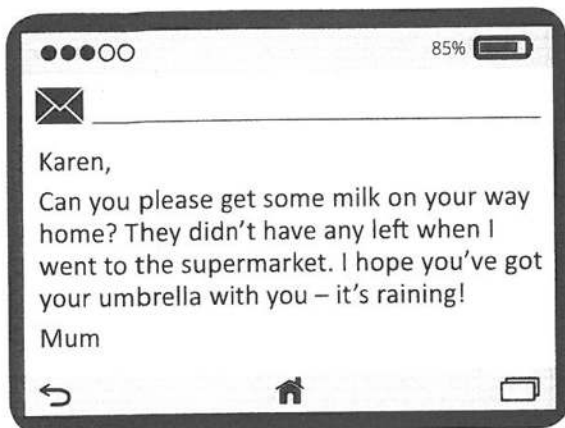 85%
Karen,
Can you please get some milk on your way
home? They didn't have any left when I
went to the supermarket. I hope you've got
your umbrella with you – it's raining!
Mum